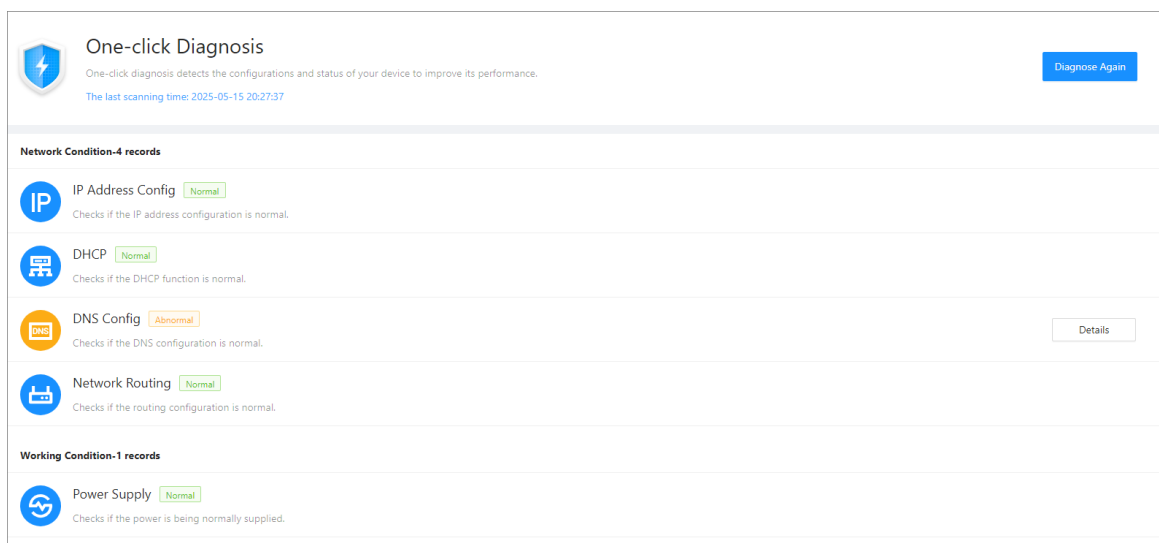 One-click Diagnosis
One-click diagnosis detects the configurations and status of your device to improve its performance.
The last scanning time: 2025-05-15 20:27:37
Diagnose Again
Network Condition-4 records
IP
IP Address Config Normal
Checks if the IP address configuration is normal.
DHCP Normal
Checks if the DHCP function is normal.
DNS
DNS Config Abnormal
Checks if the DNS configuration is normal.
Details
Network Routing Normal
Checks if the routing configuration is normal.
Working Condition-1 records
Power Supply Normal
Checks if the power is being normally supplied.